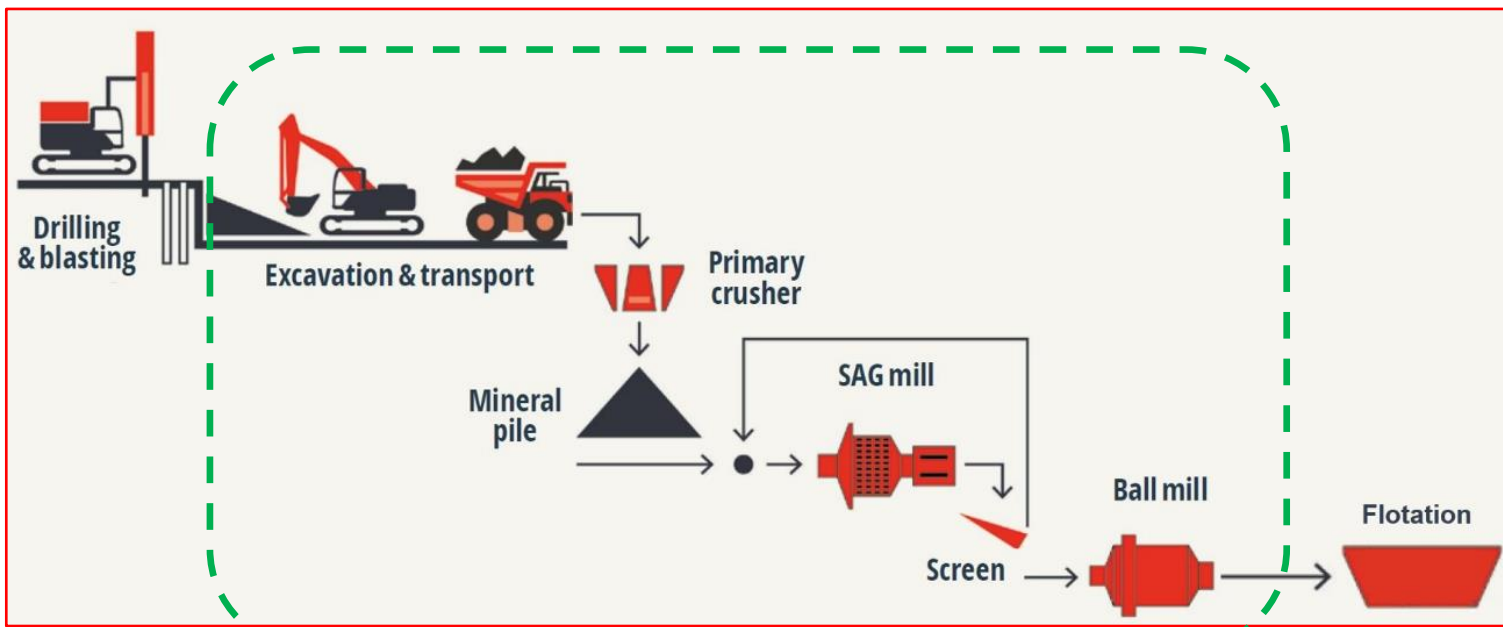 Drilling
& blasting
Excavation & transport
Primary
crusher
Mineral
pile
SAG mill
Screen
Ball mill
Flotation